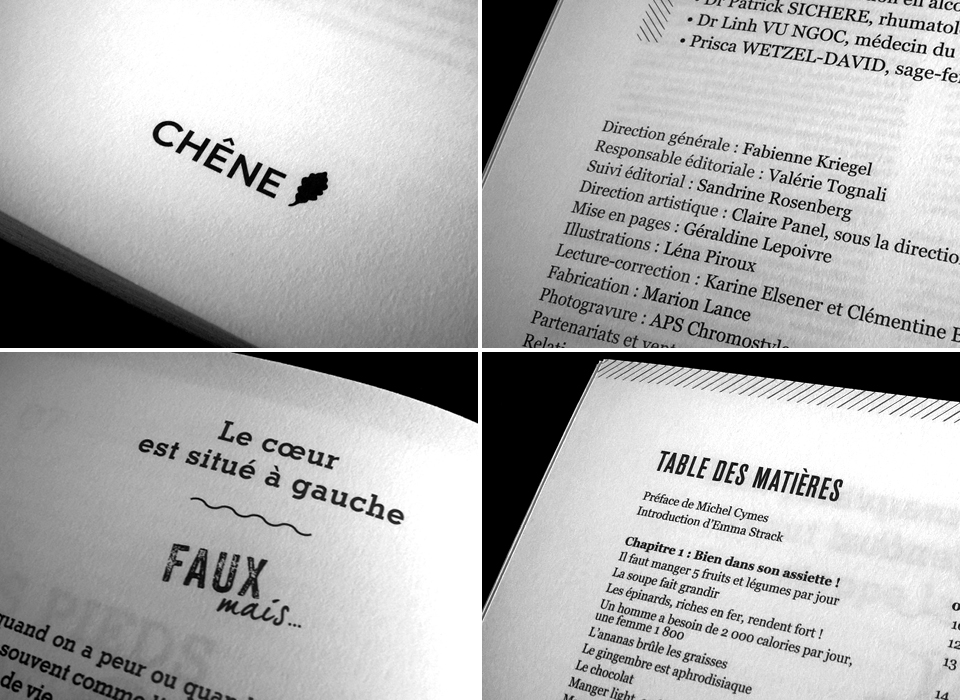 CHÊNE
• Dr Patrick SICHERE, rhumatol
• Dr Linh VU NGOC, médecin du
• Prisca WETZEL-DAVID, sage-fe
Direction générale : Fabienne Kriegel
Responsable éditoriale : Valérie Tognali
Suivi éditorial : Sandrine Rosenberg
Direction artistique : Claire Panel, sous la directio
Mise en pages : Géraldine Lepoivre
Illustrations : Léna Piroux
Lecture-correction : Karine Elsener et Clémentine
Fabrication : Marion Lance
Photogravure : APS Chromostyle
Partenariats et vent
Relati
Le cœur
est situé à gauche
FAUX
mais...
quand on a peur ou quan
souvent comme
de vie
TABLE DES MATIÈRES
Préface de Michel Cymes
Introduction d'Emma Strack
Chapitre 1 : Bien dans son assiette !
Il faut manger 5 fruits et légumes par jour
La soupe fait grandir
Les épinards, riches en fer, rendent fort !
Un homme a besoin de 2 000 calories par jour,
une femme 1 800
L'ananas brûle les graisses
Le gingembre est aphrodisiaque
Le chocolat
Manger light
12
13
14